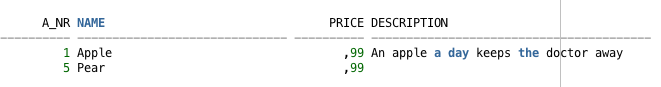 A_NR NAME PRICE DESCRIPTION
---------- ------------------------------ ---------- ----------------------------------------
1 Apple ,99 An apple a day keeps the doctor away
5 Pear ,99